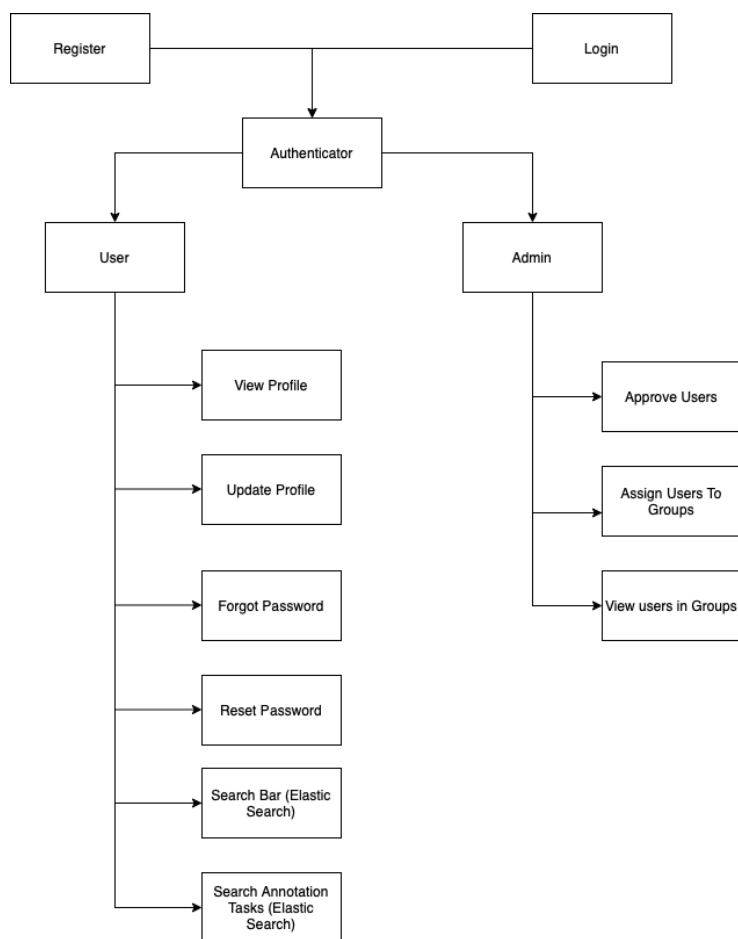 Register
Login
Authenticator
User
Admin
View Profile
Approve Users
Update Profile
Assign Users To
Groups
Forgot Password
View users in Groups
Reset Password
Search Bar (Elastic
Search)
Search Annotation
Tasks (Elastic
Search)